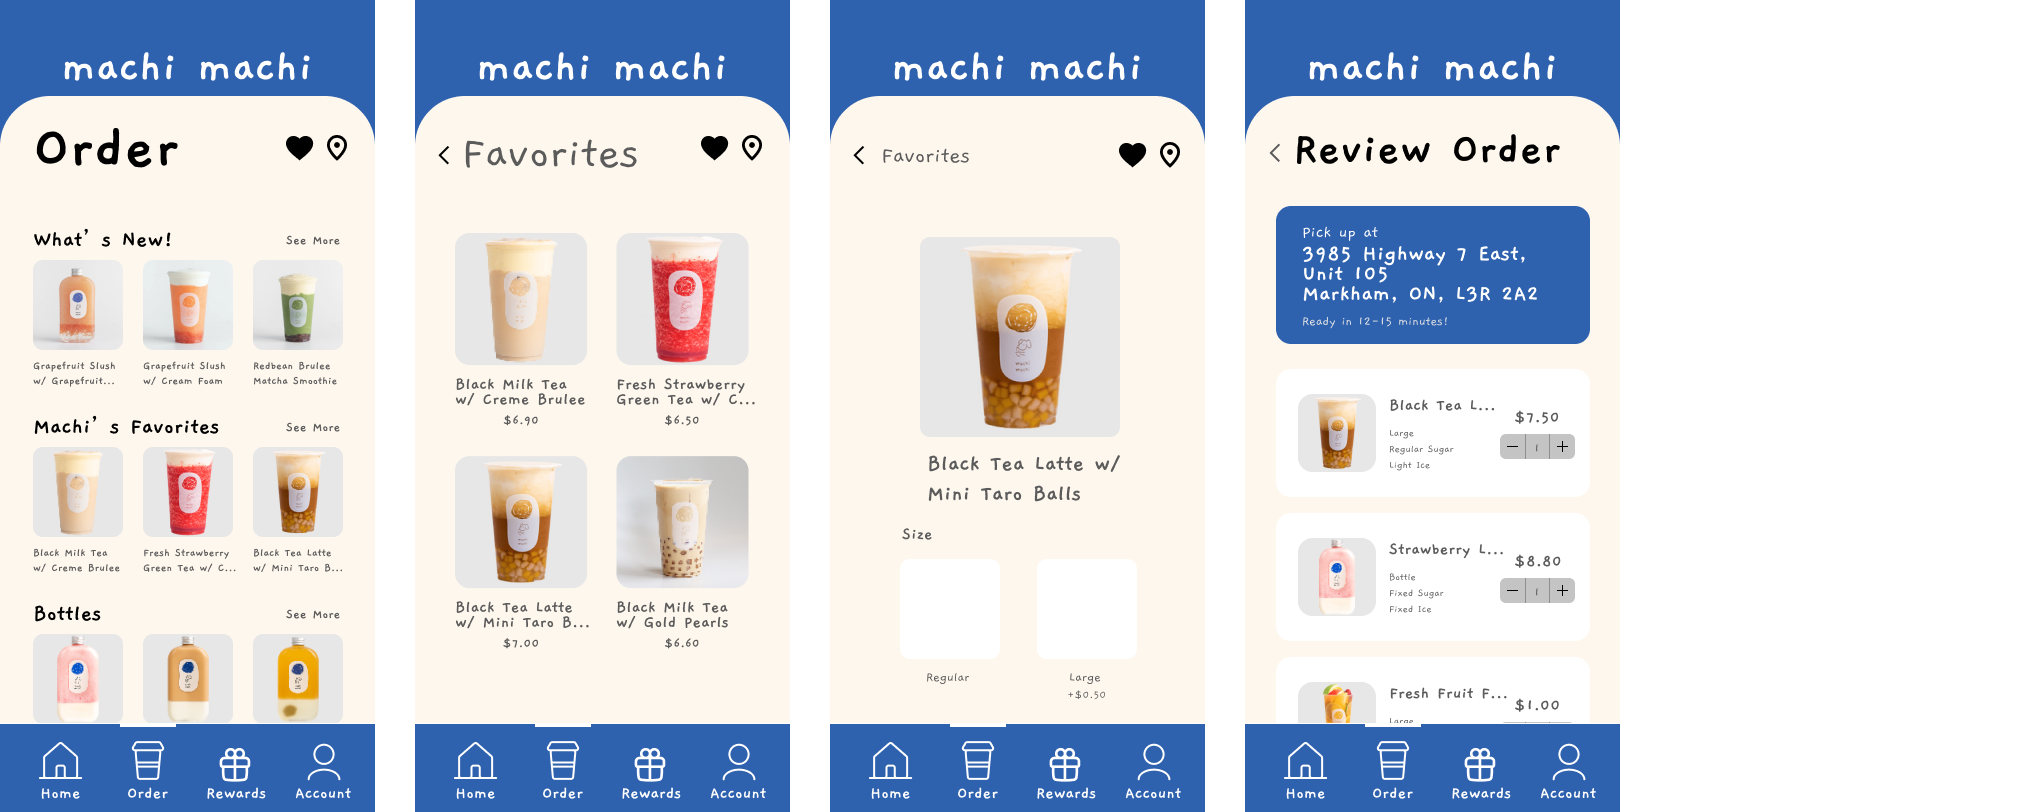 machi machi
Order
What's New!
See More
Grapefruit Slush
w/ Grapefruit...
Grapefruit Slush
w/ Cream Foam
Redbean Brulee
Matcha Smoothie
Machi's Favorites
See More
Black Milk Tea
w/ Creme Brulee
Fresh Strawberry
Green Tea w/ C...
Black Tea Latte
w/ Mini Taro B...
Bottles
See More
Home
Order
Rewards
Account
machi machi
Favorites
Black Milk Tea
w/ Creme Brulee
$6.90
Fresh Strawberry
Green Tea w/ C...
$6.50
Black Tea Latte
w/ Mini Taro B...
$7.00
Black Milk Tea
w/ Gold Pearls
$6.60
Home
Order
Rewards
Account
machi machi
Favorites
machi
machi
Black Tea Latte w/
Mini Taro Balls
Size
Regular
Large
+$0.50
Home
Order
Rewards
Account
machi machi
Review Order
Pick up at
3985 Highway 7 East,
Unit 105
Markham, ON, L3R 2A2
Ready in 12-15 minutes!
Black Tea L...
Large
Regular Sugar
Light Ice
$7.50
1
Strawberry L...
Bottle
Fixed Sugar
Fixed Ice
$8.80
1
Fresh Fruit F...
Large
$1.00
Home
Order
Rewards
Account